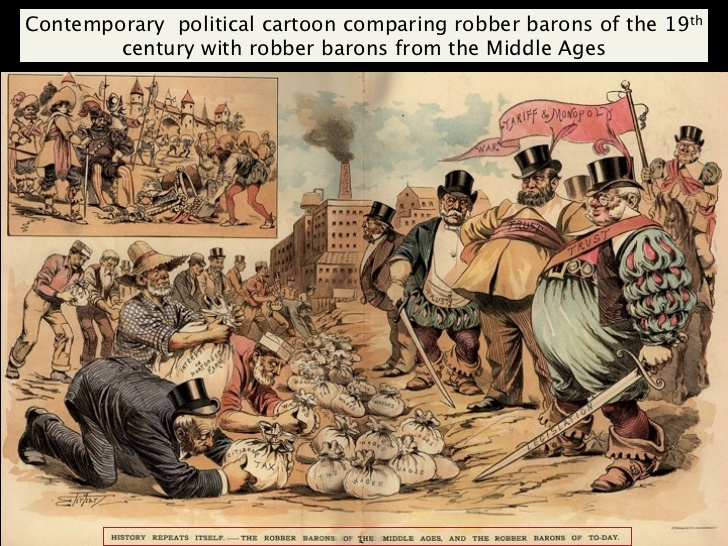 Contemporary  political cartoon comparing robber barons of the 19th
century with robber barons from the Middle Ages
WAR
TARIFF & MONOPOLY
TRUST
TRUST
LEGISLATION
CITIZEN
TAX
WAGES
HISTORY REPEATS ITSELF.—THE ROBBER BARONS OF THE MIDDLE AGES, AND THE ROBBER BARONS OF TO-DAY.